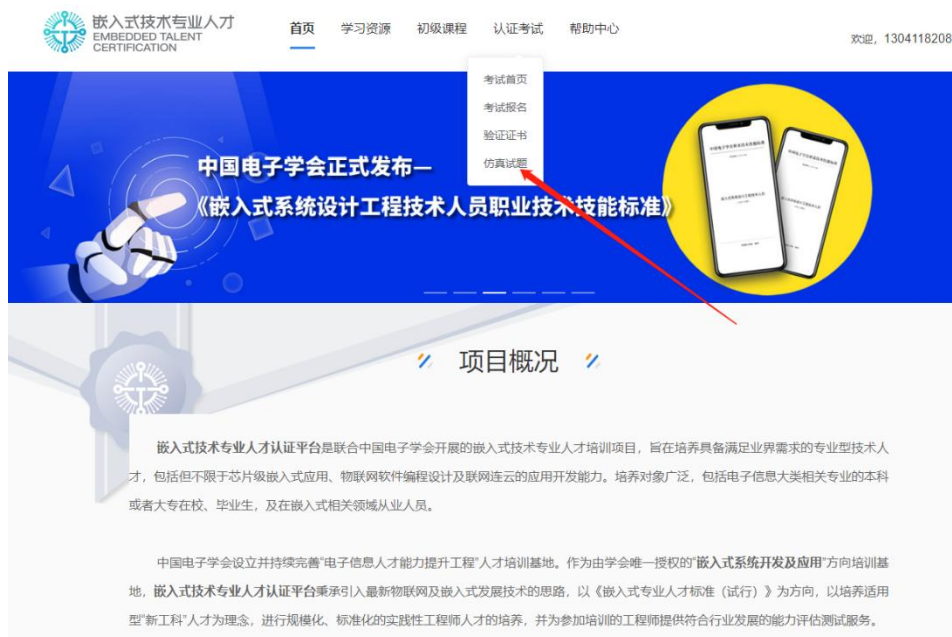 嵌入式技术专业人才
EMBEDDED TALENT
CERTIFICATION
首页 学习资源 初级课程 认证考试 帮助中心
欢迎，1304118208
考试首页
考试报名
验证证书
仿真试题
中国电子学会正式发布—
《嵌入式系统设计工程技术人员职业技术技能标准》
项目概况
嵌入式技术专业人才认证平台是联合中国电子学会开展的嵌入式技术专业人才培训项目，旨在培养具备满足业界需求的专业型技术人
才，包括但不限于芯片级嵌入式应用、物联网软件编程设计及联网连云的应用开发能力。培养对象广泛，包括电子信息大类相关专业的本科
或者大专在校、毕业生，及在嵌入式相关领域从业人员。
中国电子学会设立并持续完善“电子信息人才能力提升工程”人才培训基地。作为由学会唯一授权的“嵌入式系统开发及应用”方向培训基
地，嵌入式技术专业人才认证平台秉承引入最新物联网及嵌入式发展技术的思路，以《嵌入式专业人才标准（试行）》为方向，以培养适用
型“新工科”人才为理念，进行规模化、标准化的实践性工程师人才的培养，并为参加培训的工程师提供符合行业发展的能力评估测试服务。